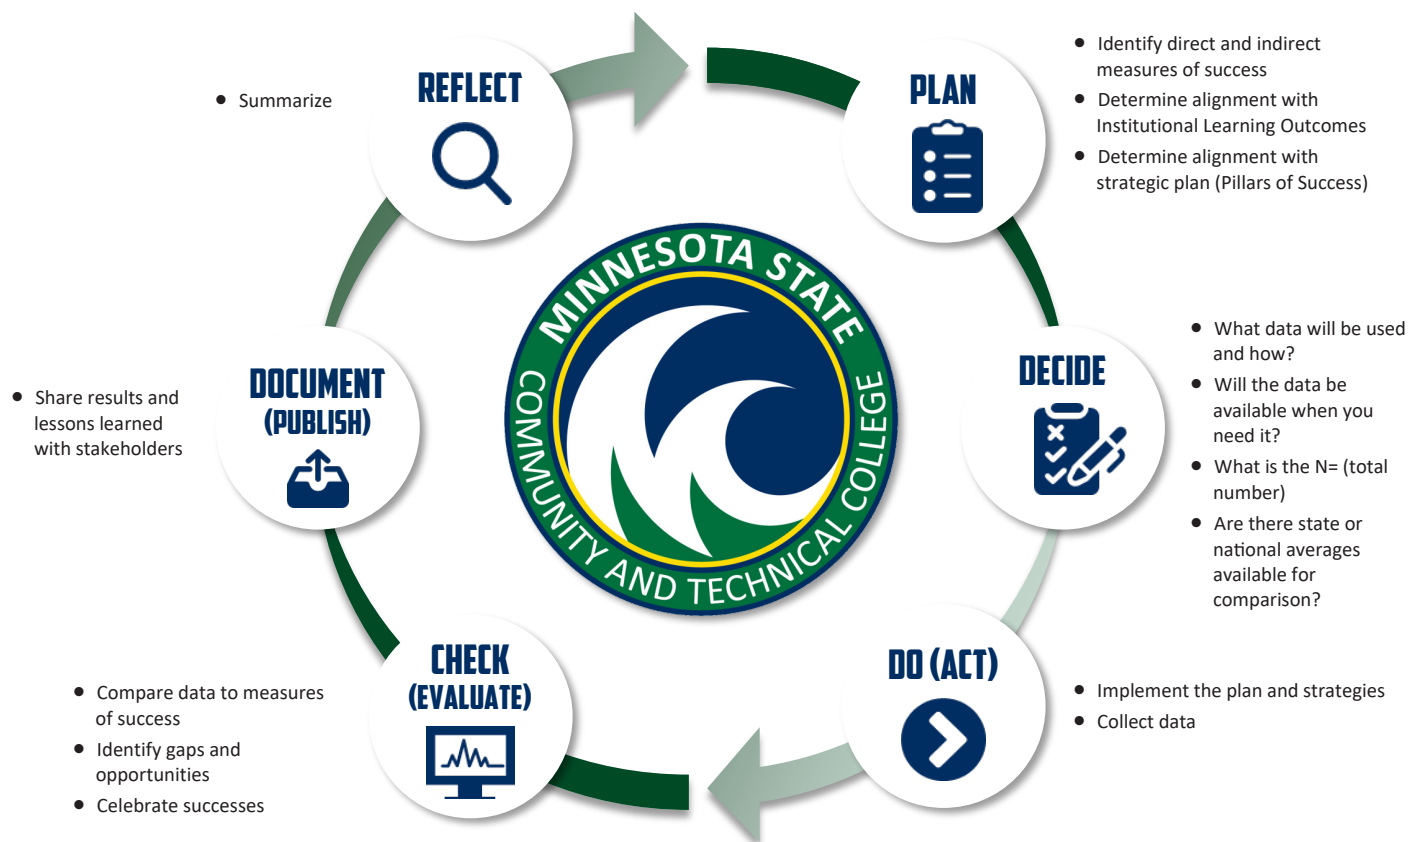 REFLECT
• Summarize
PLAN
• Identify direct and indirect
measures of success
• Determine alignment with
Institutional Learning Outcomes
• Determine alignment with
strategic plan (Pillars of Success)
DECIDE
• What data will be used
and how?
• Will the data be
available when you
need it?
• What is the N= (total
number)
• Are there state or
national averages
available for
comparison?
DO (ACT)
• Implement the plan and strategies
• Collect data
CHECK
(EVALUATE)
• Compare data to measures
of success
• Identify gaps and
opportunities
• Celebrate successes
DOCUMENT
(PUBLISH)
• Share results and
lessons learned
with stakeholders
MINNESOTA STATE
COMMUNITY AND TECHNICAL COLLEGE